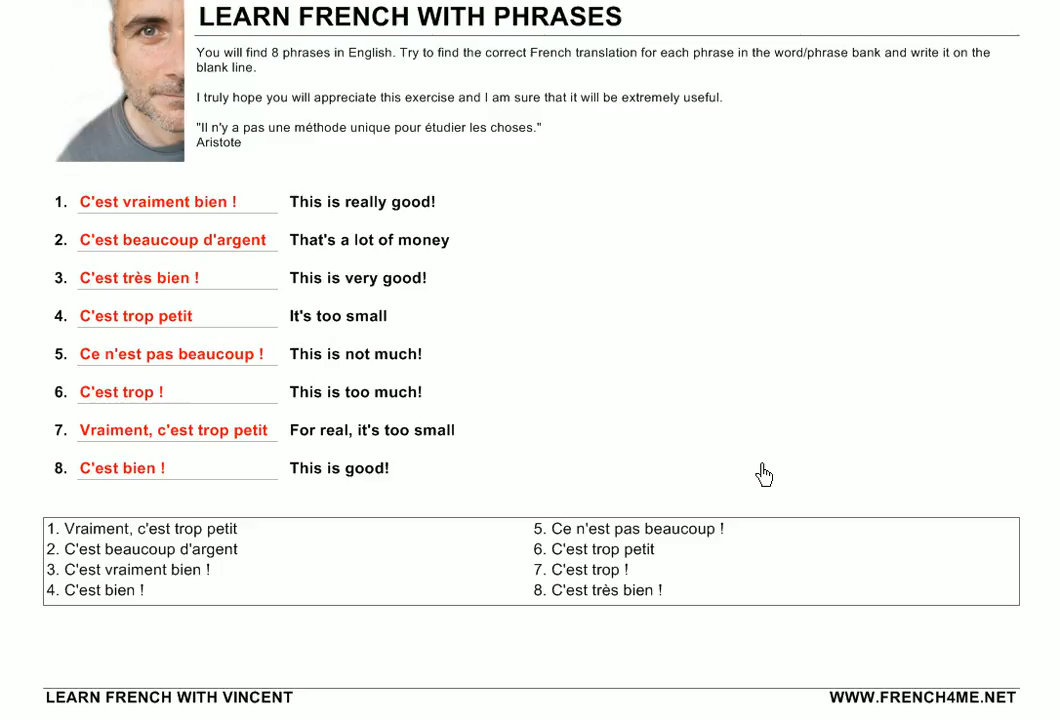 LEARN FRENCH WITH PHRASES
You will find 8 phrases in English. Try to find the correct French translation for each phrase in the word/phrase bank and write it on the
blank line.
I truly hope you will appreciate this exercise and I am sure that it will be extremely useful.
"Il n'y a pas une méthode unique pour étudier les choses."
Aristote
1. C'est vraiment bien ! This is really good!
2. C'est beaucoup d'argent That's a lot of money
3. C'est très bien ! This is very good!
4. C'est trop petit It's too small
5. Ce n'est pas beaucoup ! This is not much!
6. C'est trop ! This is too much!
7. Vraiment, c'est trop petit For real, it's too small
8. C'est bien ! This is good!
1. Vraiment, c'est trop petit
2. C'est beaucoup d'argent
3. C'est vraiment bien !
4. C'est bien !
5. Ce n'est pas beaucoup !
6. C'est trop petit
7. C'est trop !
8. C'est très bien !
LEARN FRENCH WITH VINCENT WWW.FRENCH4ME.NET